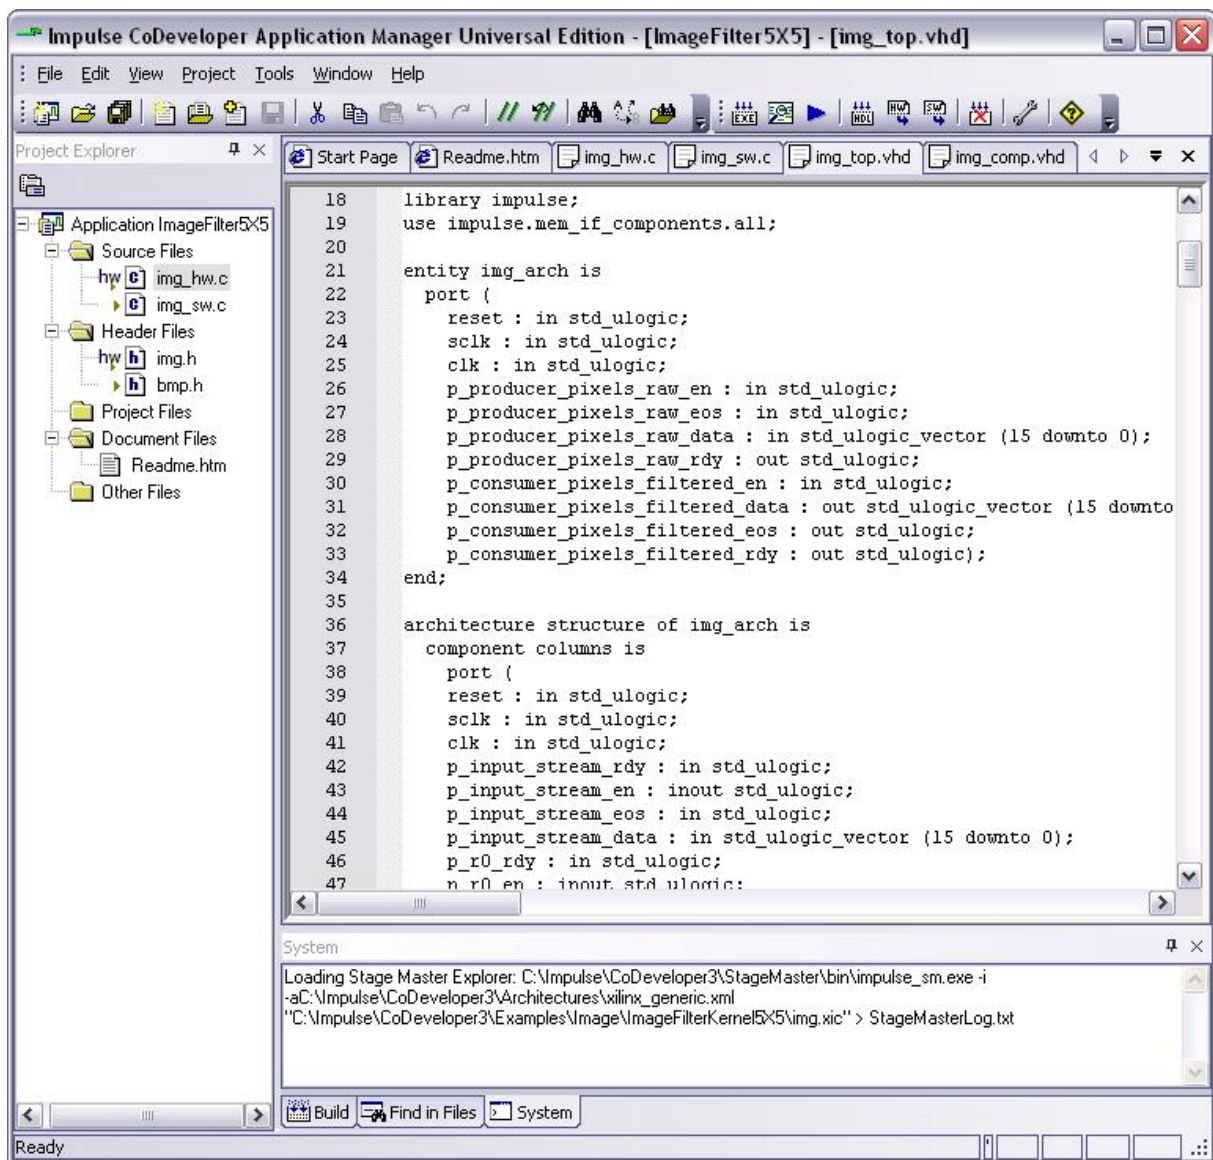 Impulse CoDeveloper Application Manager Universal Edition - [ImageFilter5X5] - [img_top.vhd]
File Edit View Project Tools Window Help
EXE HDL HW SW
Project Explorer
Start Page Readme.htm img_hw.c img_sw.c img_top.vhd img_comp.vhd
Application ImageFilter5X5
Source Files
hw img_hw.c
img_sw.c
Header Files
hw img.h
bmp.h
Project Files
Document Files
Readme.htm
Other Files
18 library impulse;
19 use impulse.mem_if_components.all;
20
21 entity img_arch is
22 port (
23 reset : in std_ulogic;
24 sclk : in std_ulogic;
25 clk : in std_ulogic;
26 p_producer_pixels_raw_en : in std_ulogic;
27 p_producer_pixels_raw_eos : in std_ulogic;
28 p_producer_pixels_raw_data : in std_ulogic_vector (15 downto 0);
29 p_producer_pixels_raw_rdy : out std_ulogic;
30 p_consumer_pixels_filtered_en : in std_ulogic;
31 p_consumer_pixels_filtered_data : out std_ulogic_vector (15 downto
32 p_consumer_pixels_filtered_eos : out std_ulogic;
33 p_consumer_pixels_filtered_rdy : out std_ulogic);
34 end;
35
36 architecture structure of img_arch is
37 component columns is
38 port (
39 reset : in std_ulogic;
40 sclk : in std_ulogic;
41 clk : in std_ulogic;
42 p_input_stream_rdy : in std_ulogic;
43 p_input_stream_en : inout std_ulogic;
44 p_input_stream_eos : in std_ulogic;
45 p_input_stream_data : in std_ulogic_vector (15 downto 0);
46 p_r0_rdy : in std_ulogic;
47 p_r0_en : inout std_ulogic;
System
Loading Stage Master Explorer: C:\Impulse\CoDeveloper3\StageMaster\bin\impulse_sm.exe -i
-aC:\Impulse\CoDeveloper3\Architectures\xilinx_generic.xml
"C:\Impulse\CoDeveloper3\Examples\Image\ImageFilterKernel5X5\img.xic" > StageMasterLog.txt
Build Find in Files System
Ready